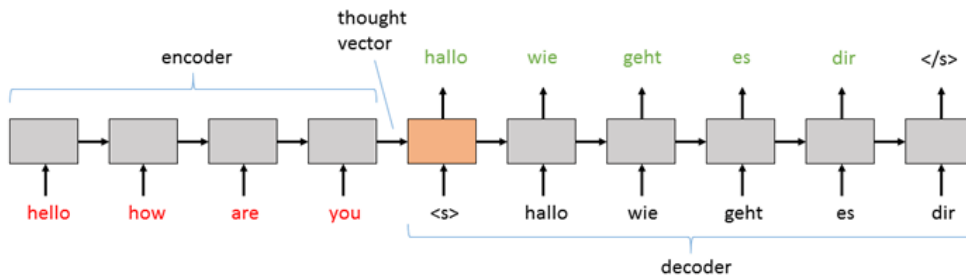 thought
vector
encoder
hallo wie geht es dir </s>
hello how are you <s> hallo wie geht es dir
decoder